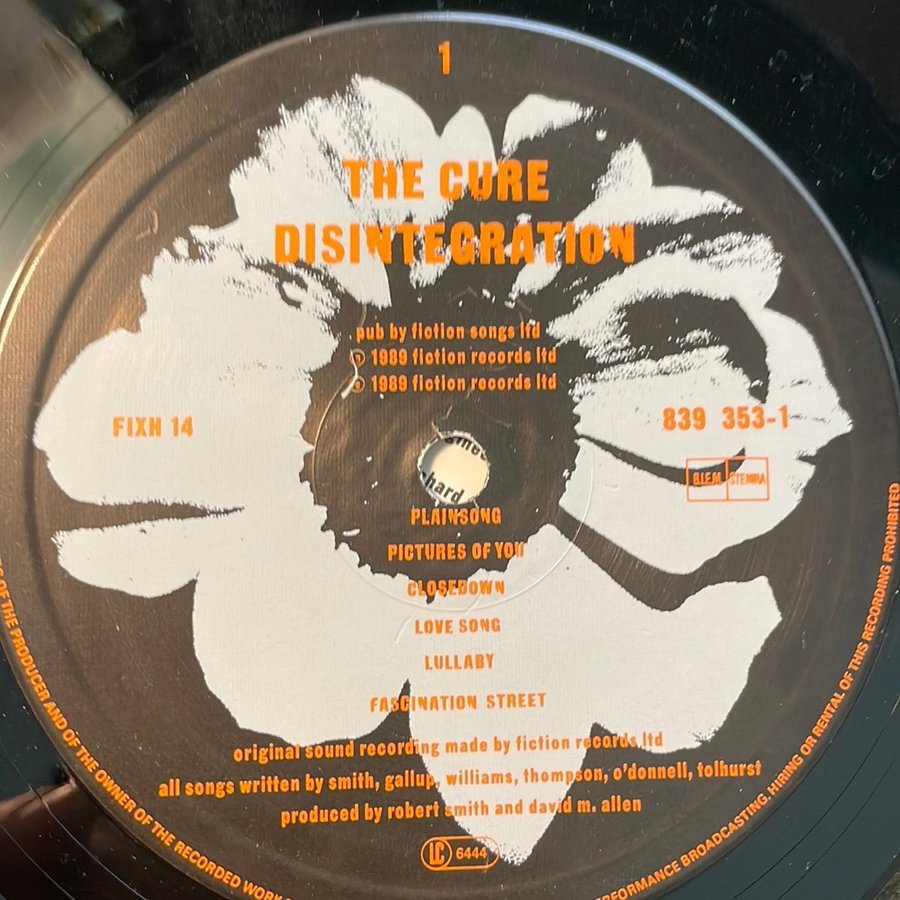 1
THE CURE
DISINTEGRATION
pub by fiction songs ltd
℗ 1989 fiction records ltd
© 1989 fiction records ltd
FIXH 14
839 353-1
B.I.E.M. STEMRA
hard
PLAINSONG
PICTURES OF YOU
CLOSEDOWN
LOVE SONG
LULLABY
FASCINATION STREET
original sound recording made by fiction records ltd
all songs written by smith, gallup, williams, thompson, o'donnell, tolhurst
produced by robert smith and david m. allen
LC 6444
OF THE PRODUCER AND OF THE OWNER OF THE RECORDED WORK
PERFORMANCE BROADCASTING, HIRING OR RENTAL OF THIS RECORDING PROHIBITED